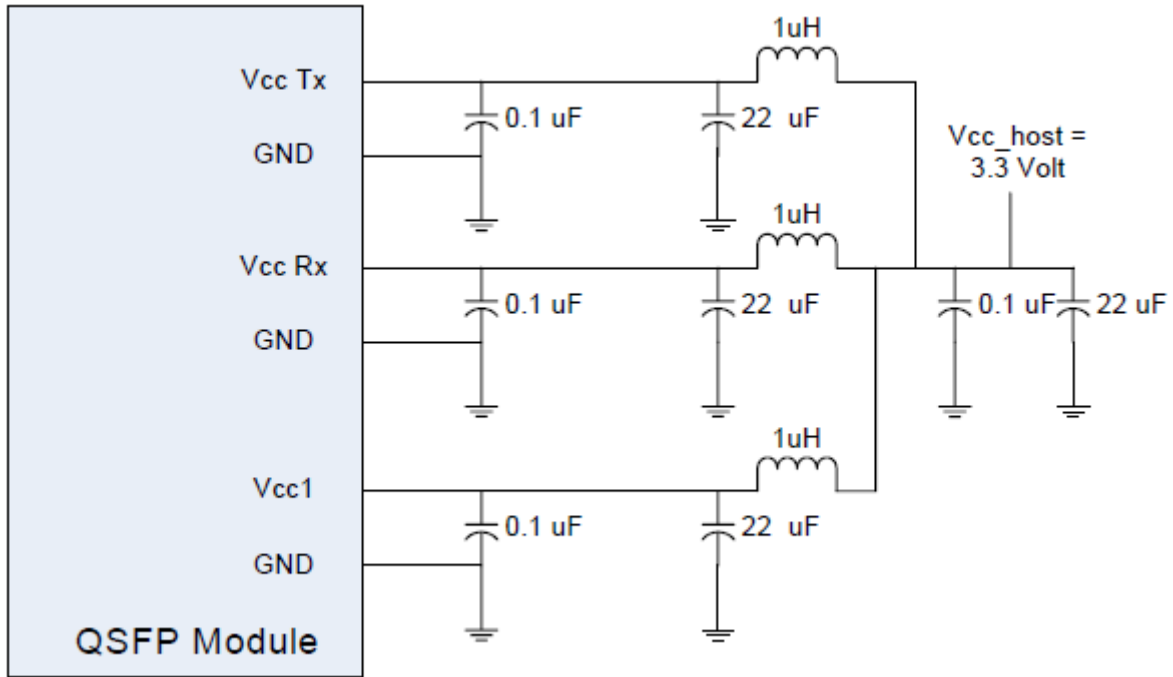 1uH
Vcc Tx
0.1 uF
22 uF
GND
Vcc_host =
3.3 Volt
1uH
Vcc Rx
0.1 uF
22 uF
0.1 uF
22 uF
GND
1uH
Vcc1
0.1 uF
22 uF
GND
QSFP Module